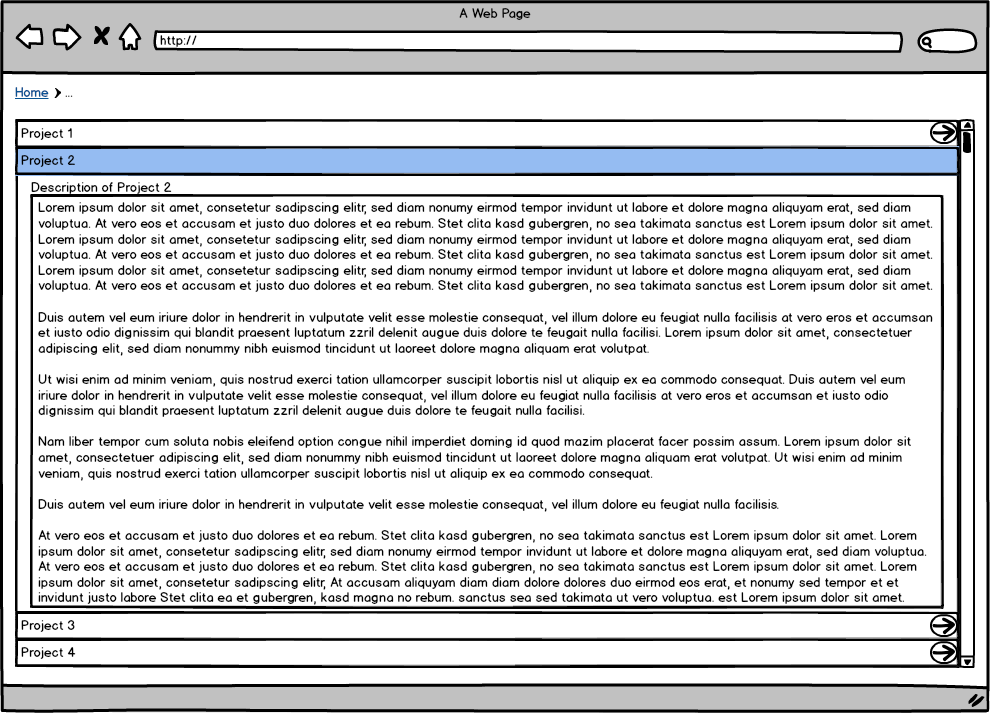 A Web Page
http://
Home > ...
Project 1
Project 2
Description of Project 2
Lorem ipsum dolor sit amet, consetetur sadipscing elitr, sed diam nonumy eirmod tempor invidunt ut labore et dolore magna aliquyam erat, sed diam
voluptua. At vero eos et accusam et justo duo dolores et ea rebum. Stet clita kasd gubergren, no sea takimata sanctus est Lorem ipsum dolor sit amet.
Lorem ipsum dolor sit amet, consetetur sadipscing elitr, sed diam nonumy eirmod tempor invidunt ut labore et dolore magna aliquyam erat, sed diam
voluptua. At vero eos et accusam et justo duo dolores et ea rebum. Stet clita kasd gubergren, no sea takimata sanctus est Lorem ipsum dolor sit amet.
Lorem ipsum dolor sit amet, consetetur sadipscing elitr, sed diam nonumy eirmod tempor invidunt ut labore et dolore magna aliquyam erat, sed diam
voluptua. At vero eos et accusam et justo duo dolores et ea rebum. Stet clita kasd gubergren, no sea takimata sanctus est Lorem ipsum dolor sit amet.
Duis autem vel eum iriure dolor in hendrerit in vulputate velit esse molestie consequat, vel illum dolore eu feugiat nulla facilisis at vero eros et accumsan
et iusto odio dignissim qui blandit praesent luptatum zzril delenit augue duis dolore te feugait nulla facilisi. Lorem ipsum dolor sit amet, consectetuer
adipiscing elit, sed diam nonummy nibh euismod tincidunt ut laoreet dolore magna aliquam erat volutpat.
Ut wisi enim ad minim veniam, quis nostrud exerci tation ullamcorper suscipit lobortis nisl ut aliquip ex ea commodo consequat. Duis autem vel eum
iriure dolor in hendrerit in vulputate velit esse molestie consequat, vel illum dolore eu feugiat nulla facilisis at vero eros et accumsan et iusto odio
dignissim qui blandit praesent luptatum zzril delenit augue duis dolore te feugait nulla facilisi.
Nam liber tempor cum soluta nobis eleifend option congue nihil imperdiet doming id quod mazim placerat facer possim assum. Lorem ipsum dolor sit
amet, consectetuer adipiscing elit, sed diam nonummy nibh euismod tincidunt ut laoreet dolore magna aliquam erat volutpat. Ut wisi enim ad minim
veniam, quis nostrud exerci tation ullamcorper suscipit lobortis nisl ut aliquip ex ea commodo consequat.
Duis autem vel eum iriure dolor in hendrerit in vulputate velit esse molestie consequat, vel illum dolore eu feugiat nulla facilisis.
At vero eos et accusam et justo duo dolores et ea rebum. Stet clita kasd gubergren, no sea takimata sanctus est Lorem ipsum dolor sit amet. Lorem
ipsum dolor sit amet, consetetur sadipscing elitr, sed diam nonumy eirmod tempor invidunt ut labore et dolore magna aliquyam erat, sed diam voluptua.
At vero eos et accusam et justo duo dolores et ea rebum. Stet clita kasd gubergren, no sea takimata sanctus est Lorem ipsum dolor sit amet. Lorem
ipsum dolor sit amet, consetetur sadipscing elitr, At accusam aliquyam diam diam dolore dolores duo eirmod eos erat, et nonumy sed tempor et et
invidunt justo labore Stet clita ea et gubergren, kasd magna no rebum. sanctus sea sed takimata ut vero voluptua. est Lorem ipsum dolor sit amet.
Project 3
Project 4